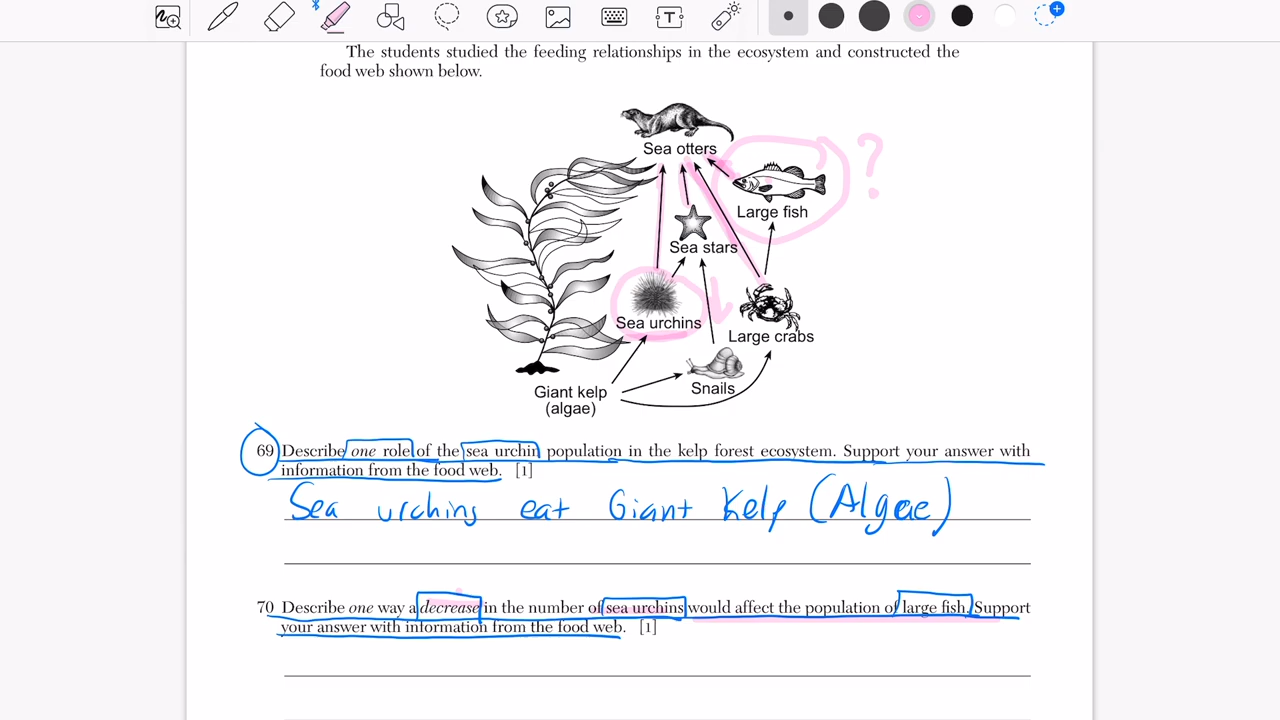 The students studied the feeding relationships in the ecosystem and constructed the
food web shown below.
Sea otters
?
Large fish
Sea stars
Sea urchins
Large crabs
Giant kelp
(algae)
Snails
69 Describe one role of the sea urchin population in the kelp forest ecosystem. Support your answer with
information from the food web. [1]
Sea urchins eat Giant Kelp (Algae)
70 Describe one way a decrease in the number of sea urchins would affect the population of large fish. Support
your answer with information from the food web. [1]